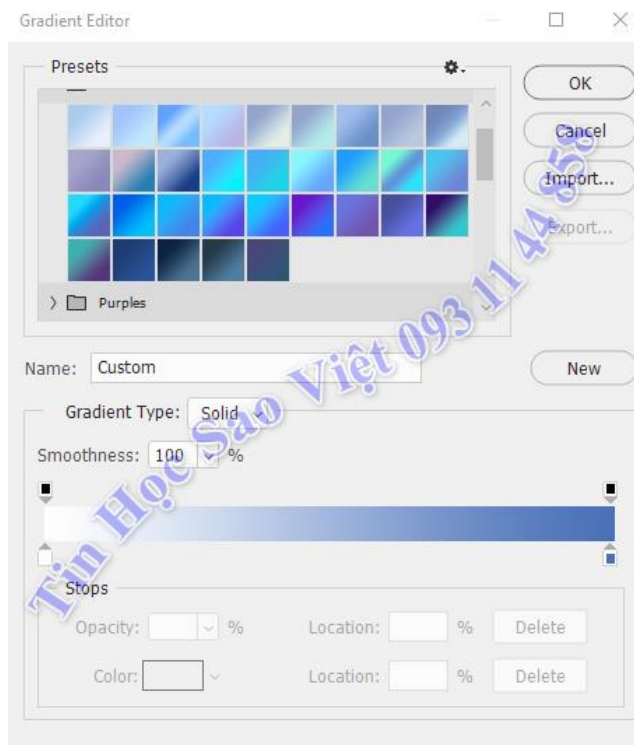 Gradient Editor
Presets
OK
Cancel
Import...
Export...
Purples
Name: Custom
New
Gradient Type: Solid
Smoothness: 100 %
Stops
Opacity: % Location: % Delete
Color: Location: % Delete
Tin Học Sao Việt 093 11 44 858